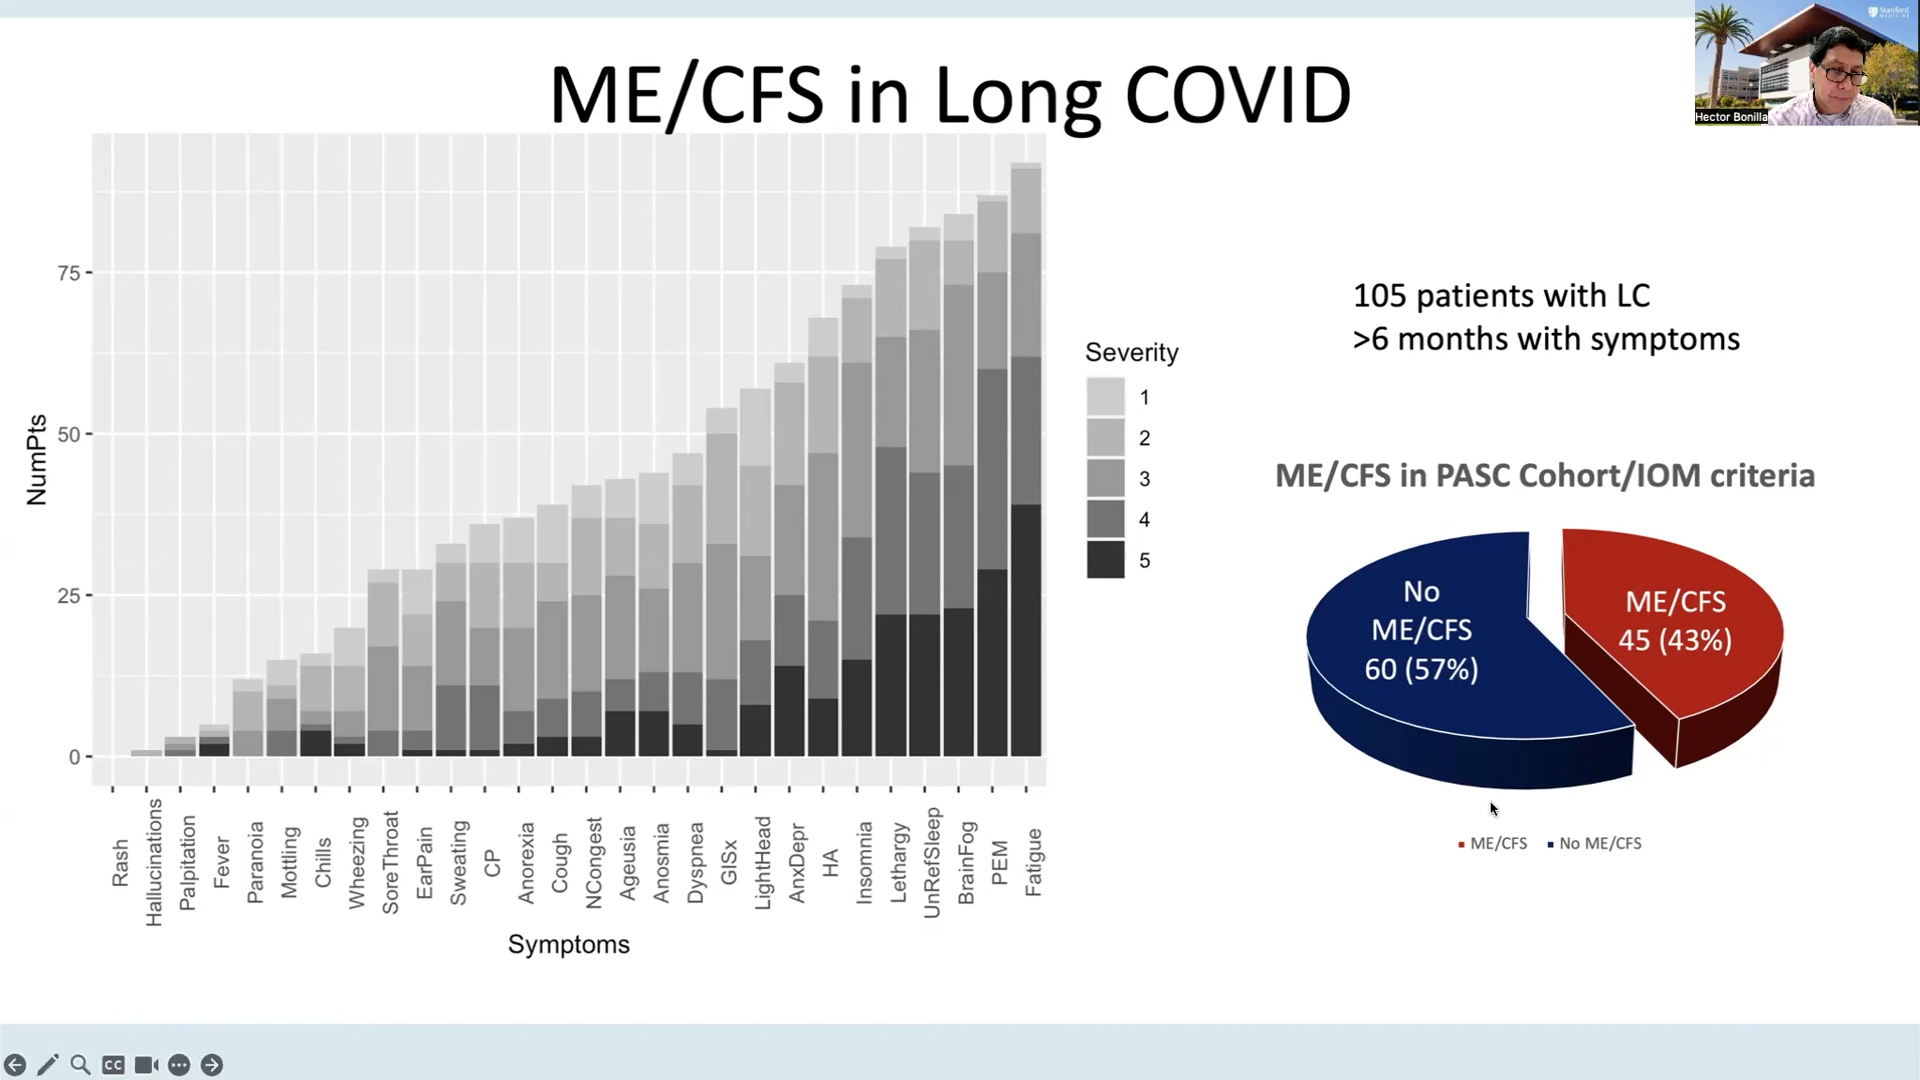 ME/CFS in Long COVID
Stanford
MEDICINE
Hector Bonilla
NumPts
75
50
25
0
Rash
Hallucinations
Palpitation
Fever
Paranoia
Mottling
Chills
Wheezing
SoreThroat
EarPain
Sweating
CP
Anorexia
Cough
NCongest
Ageusia
Anosmia
Dyspnea
GISx
LightHead
AnxDepr
HA
Insomnia
Lethargy
UnRefSleep
BrainFog
PEM
Fatigue
Symptoms
Severity
1
2
3
4
5
105 patients with LC
>6 months with symptoms
ME/CFS in PASC Cohort/IOM criteria
No
ME/CFS
60 (57%)
ME/CFS
45 (43%)
ME/CFS No ME/CFS
CC